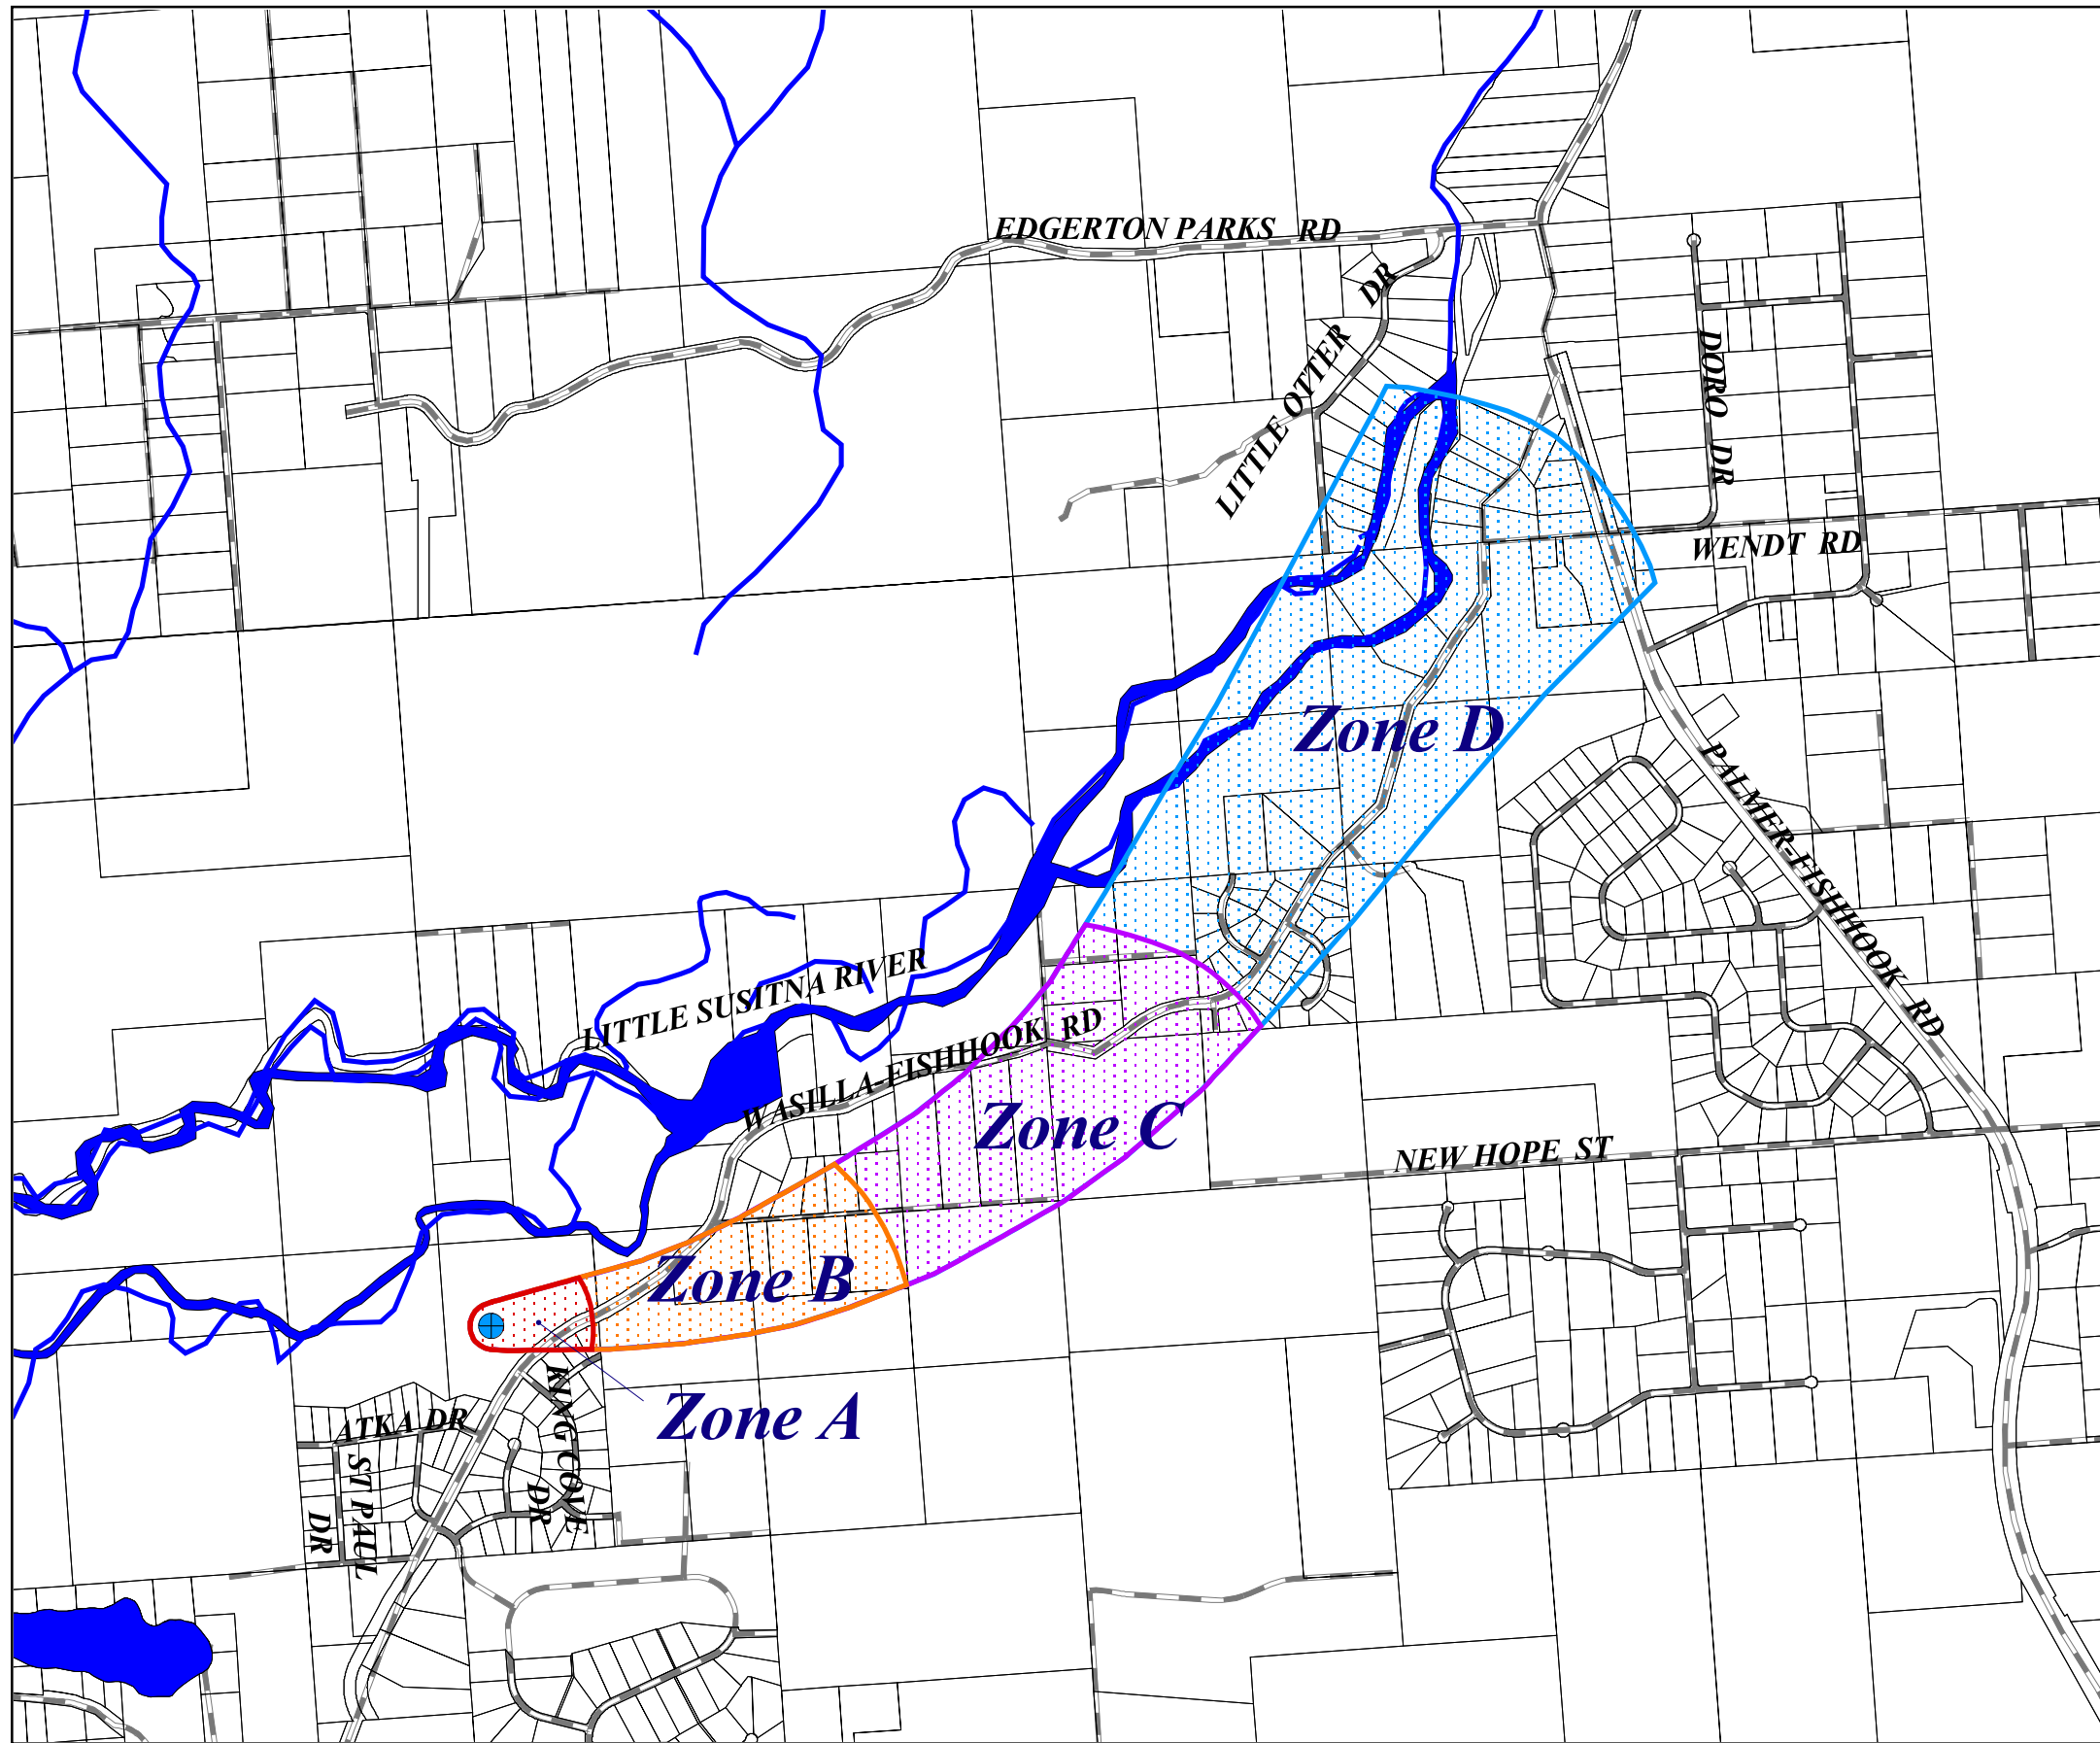 EDGERTON PARKS RD
LITTLE OTTER DR
DORO DR
WENDT RD
Zone D
PALMER-FISHHOOK RD
LITTLE SUSITNA RIVER
WASILLA-FISHHOOK RD
Zone C
NEW HOPE ST
Zone B
Zone A
KING COVE
DR
ATKA DR
ST PAUL
DR